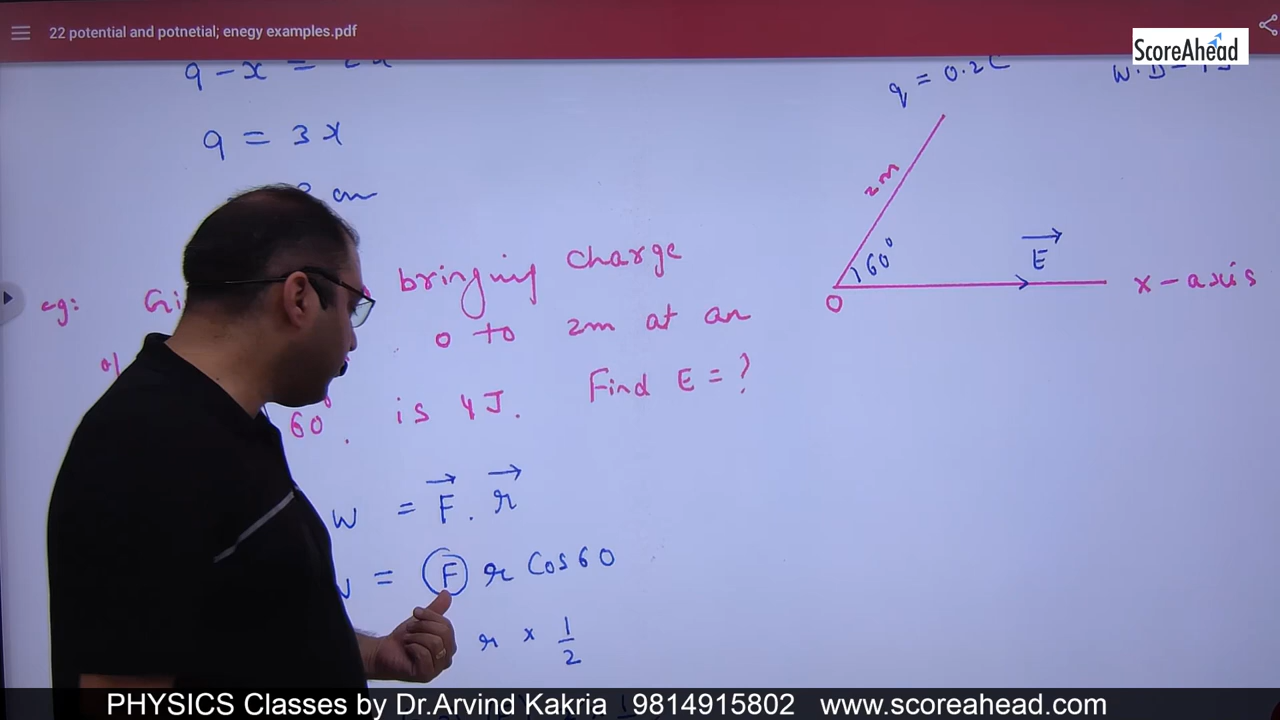 22 potential and potnetial; enegy examples.pdf
ScoreAhead
9 - x =
9 = 3x
cm
q = 0.2C
W.D =
2m
60°
E
O
x-axis
eg: bringing charge
0 to 2m at an
60°. is 4J. Find E = ?
W = F . r
= F r Cos60
r × 1/2
PHYSICS Classes by Dr.Arvind Kakria 9814915802 www.scoreahead.com